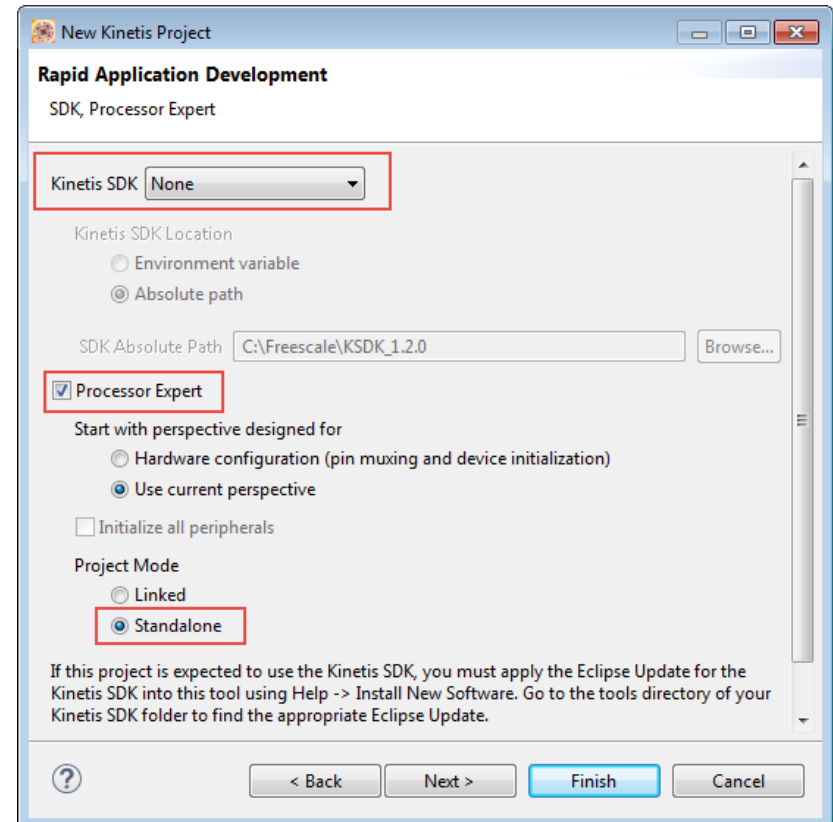 New Kinetis Project
Rapid Application Development
SDK, Processor Expert
Kinetis SDK None
Kinetis SDK Location
Environment variable
Absolute path
SDK Absolute Path C:\Freescale\KSDK_1.2.0 Browse...
Processor Expert
Start with perspective designed for
Hardware configuration (pin muxing and device initialization)
Use current perspective
Initialize all peripherals
Project Mode
Linked
Standalone
If this project is expected to use the Kinetis SDK, you must apply the Eclipse Update for the
Kinetis SDK into this tool using Help -> Install New Software. Go to the tools directory of your
Kinetis SDK folder to find the appropriate Eclipse Update.
? < Back Next > Finish Cancel